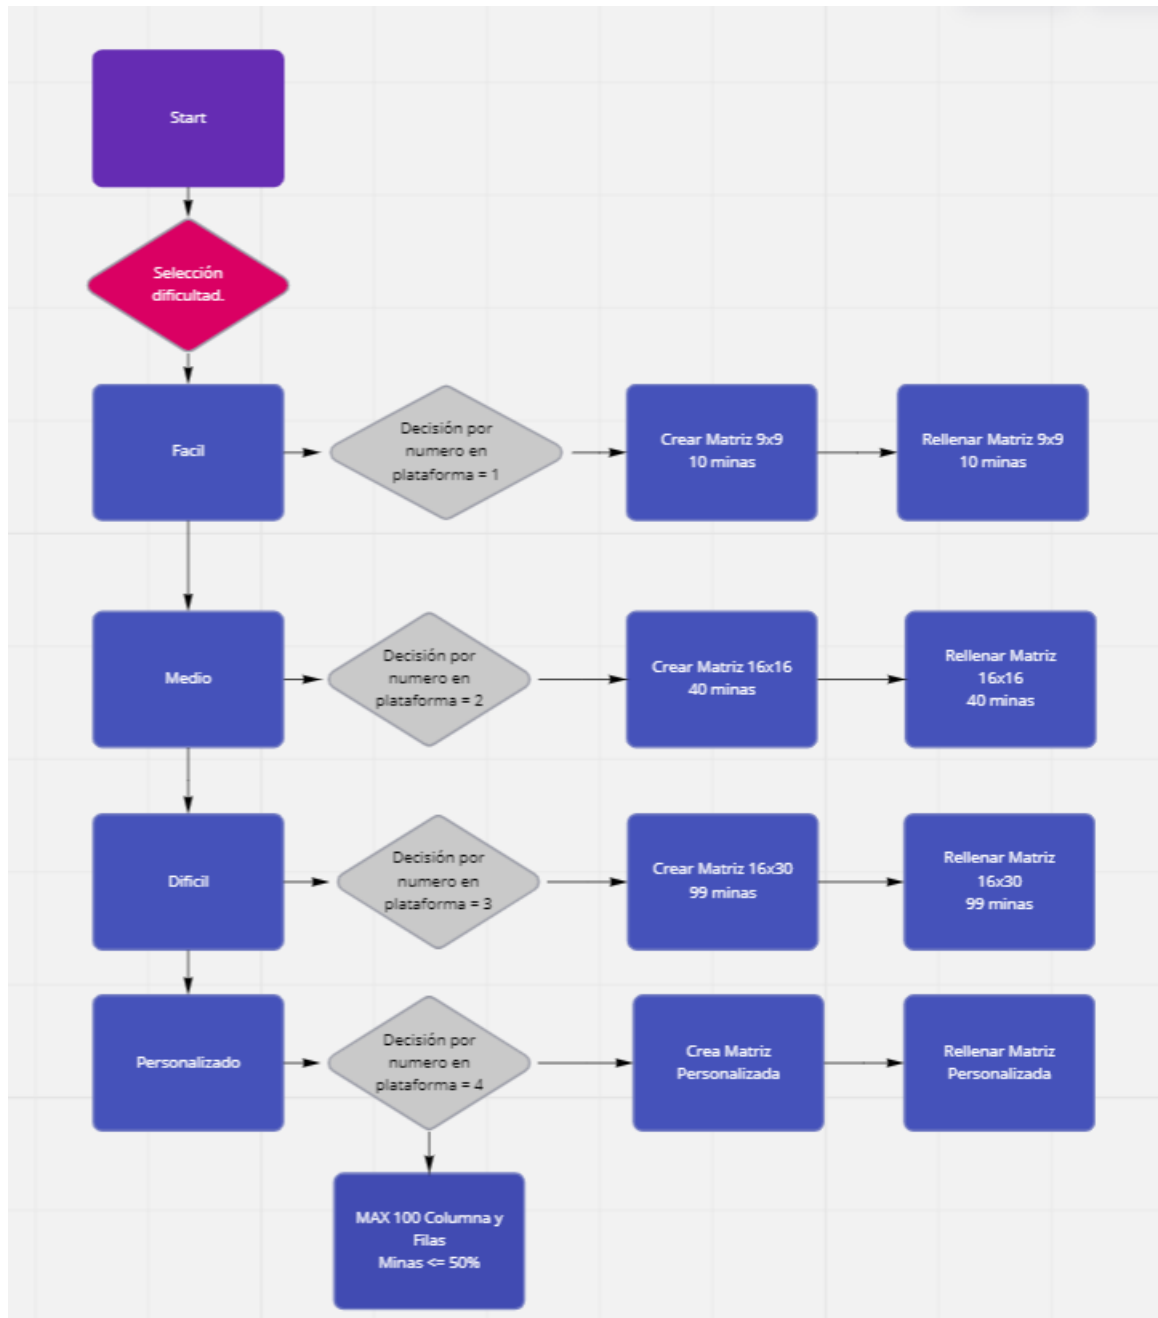 Start
Selección
dificultad.
Facil
Decisión por
numero en
plataforma = 1
Crear Matriz 9x9
10 minas
Rellenar Matriz 9x9
10 minas
Medio
Decisión por
numero en
plataforma = 2
Crear Matriz 16x16
40 minas
Rellenar Matriz
16x16
40 minas
Dificil
Decisión por
numero en
plataforma = 3
Crear Matriz 16x30
99 minas
Rellenar Matriz
16x30
99 minas
Personalizado
Decisión por
numero en
plataforma = 4
Crea Matriz
Personalizada
Rellenar Matriz
Personalizada
MAX 100 Columna y
Filas
Minas <= 50%